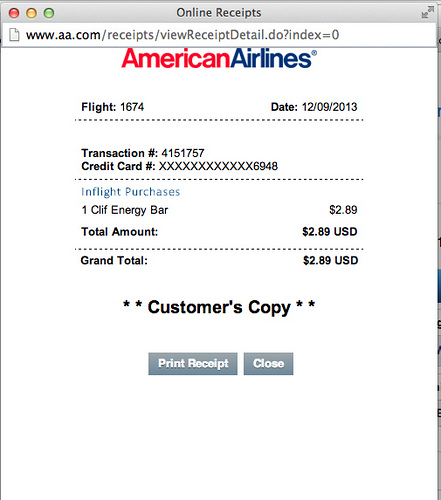 Online Receipts
www.aa.com/receipts/viewReceiptDetail.do?index=0
AmericanAirlines®
Flight: 1674 Date: 12/09/2013
Transaction #: 4151757
Credit Card #: XXXXXXXXXXXX6948
Inflight Purchases
1 Clif Energy Bar $2.89
Total Amount: $2.89 USD
Grand Total: $2.89 USD
* * Customer's Copy * *
Print Receipt Close